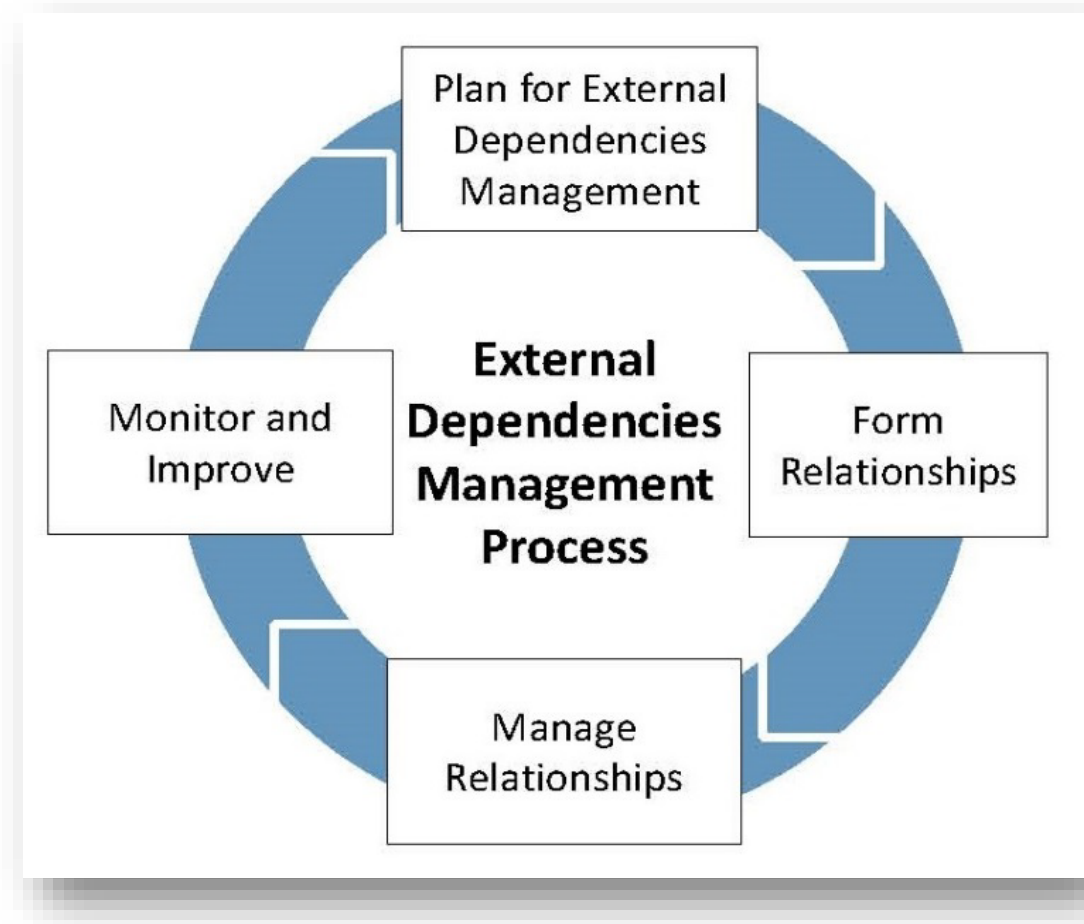 Plan for External
Dependencies
Management
External
Dependencies
Management
Process
Form
Relationships
Manage
Relationships
Monitor and
Improve